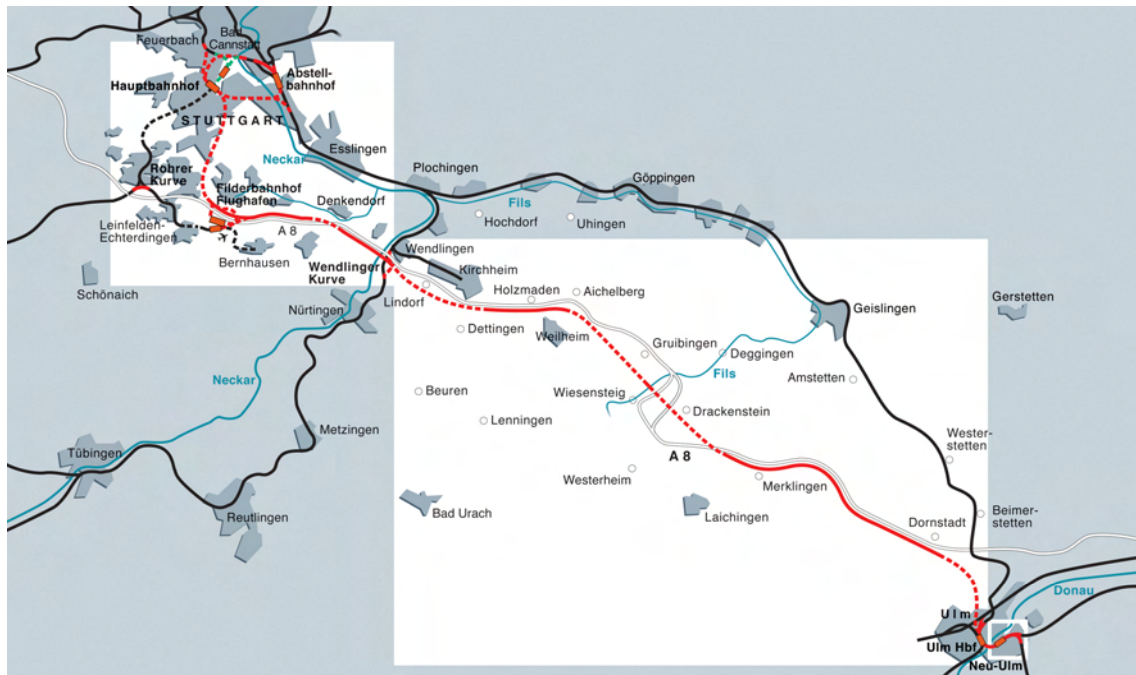 Feuerbach
Bad
Cannstatt
Hauptbahnhof
Abstell-
bahnhof
STUTTGART
Esslingen
Neckar
Plochingen
Göppingen
Rohrer
Kurve
Filderbahnhof
Flughafen
Denkendorf
Fils
Hochdorf
Uhingen
Leinfelden-
Echterdingen
A 8
Bernhausen
Wendlingen
Wendlinger
Kurve
Kirchheim
Schönaich
Lindorf
Holzmaden
Aichelberg
Geislingen
Gerstetten
Nürtingen
Dettingen
Weilheim
Gruibingen
Deggingen
Fils
Amstetten
Neckar
Beuren
Wiesensteig
Drackenstein
Lenningen
Metzingen
Tübingen
A 8
Wester-
stetten
Westerheim
Merklingen
Bad Urach
Laichingen
Reutlingen
Dornstadt
Beimer-
stetten
Donau
Ulm
Ulm Hbf
Neu-Ulm